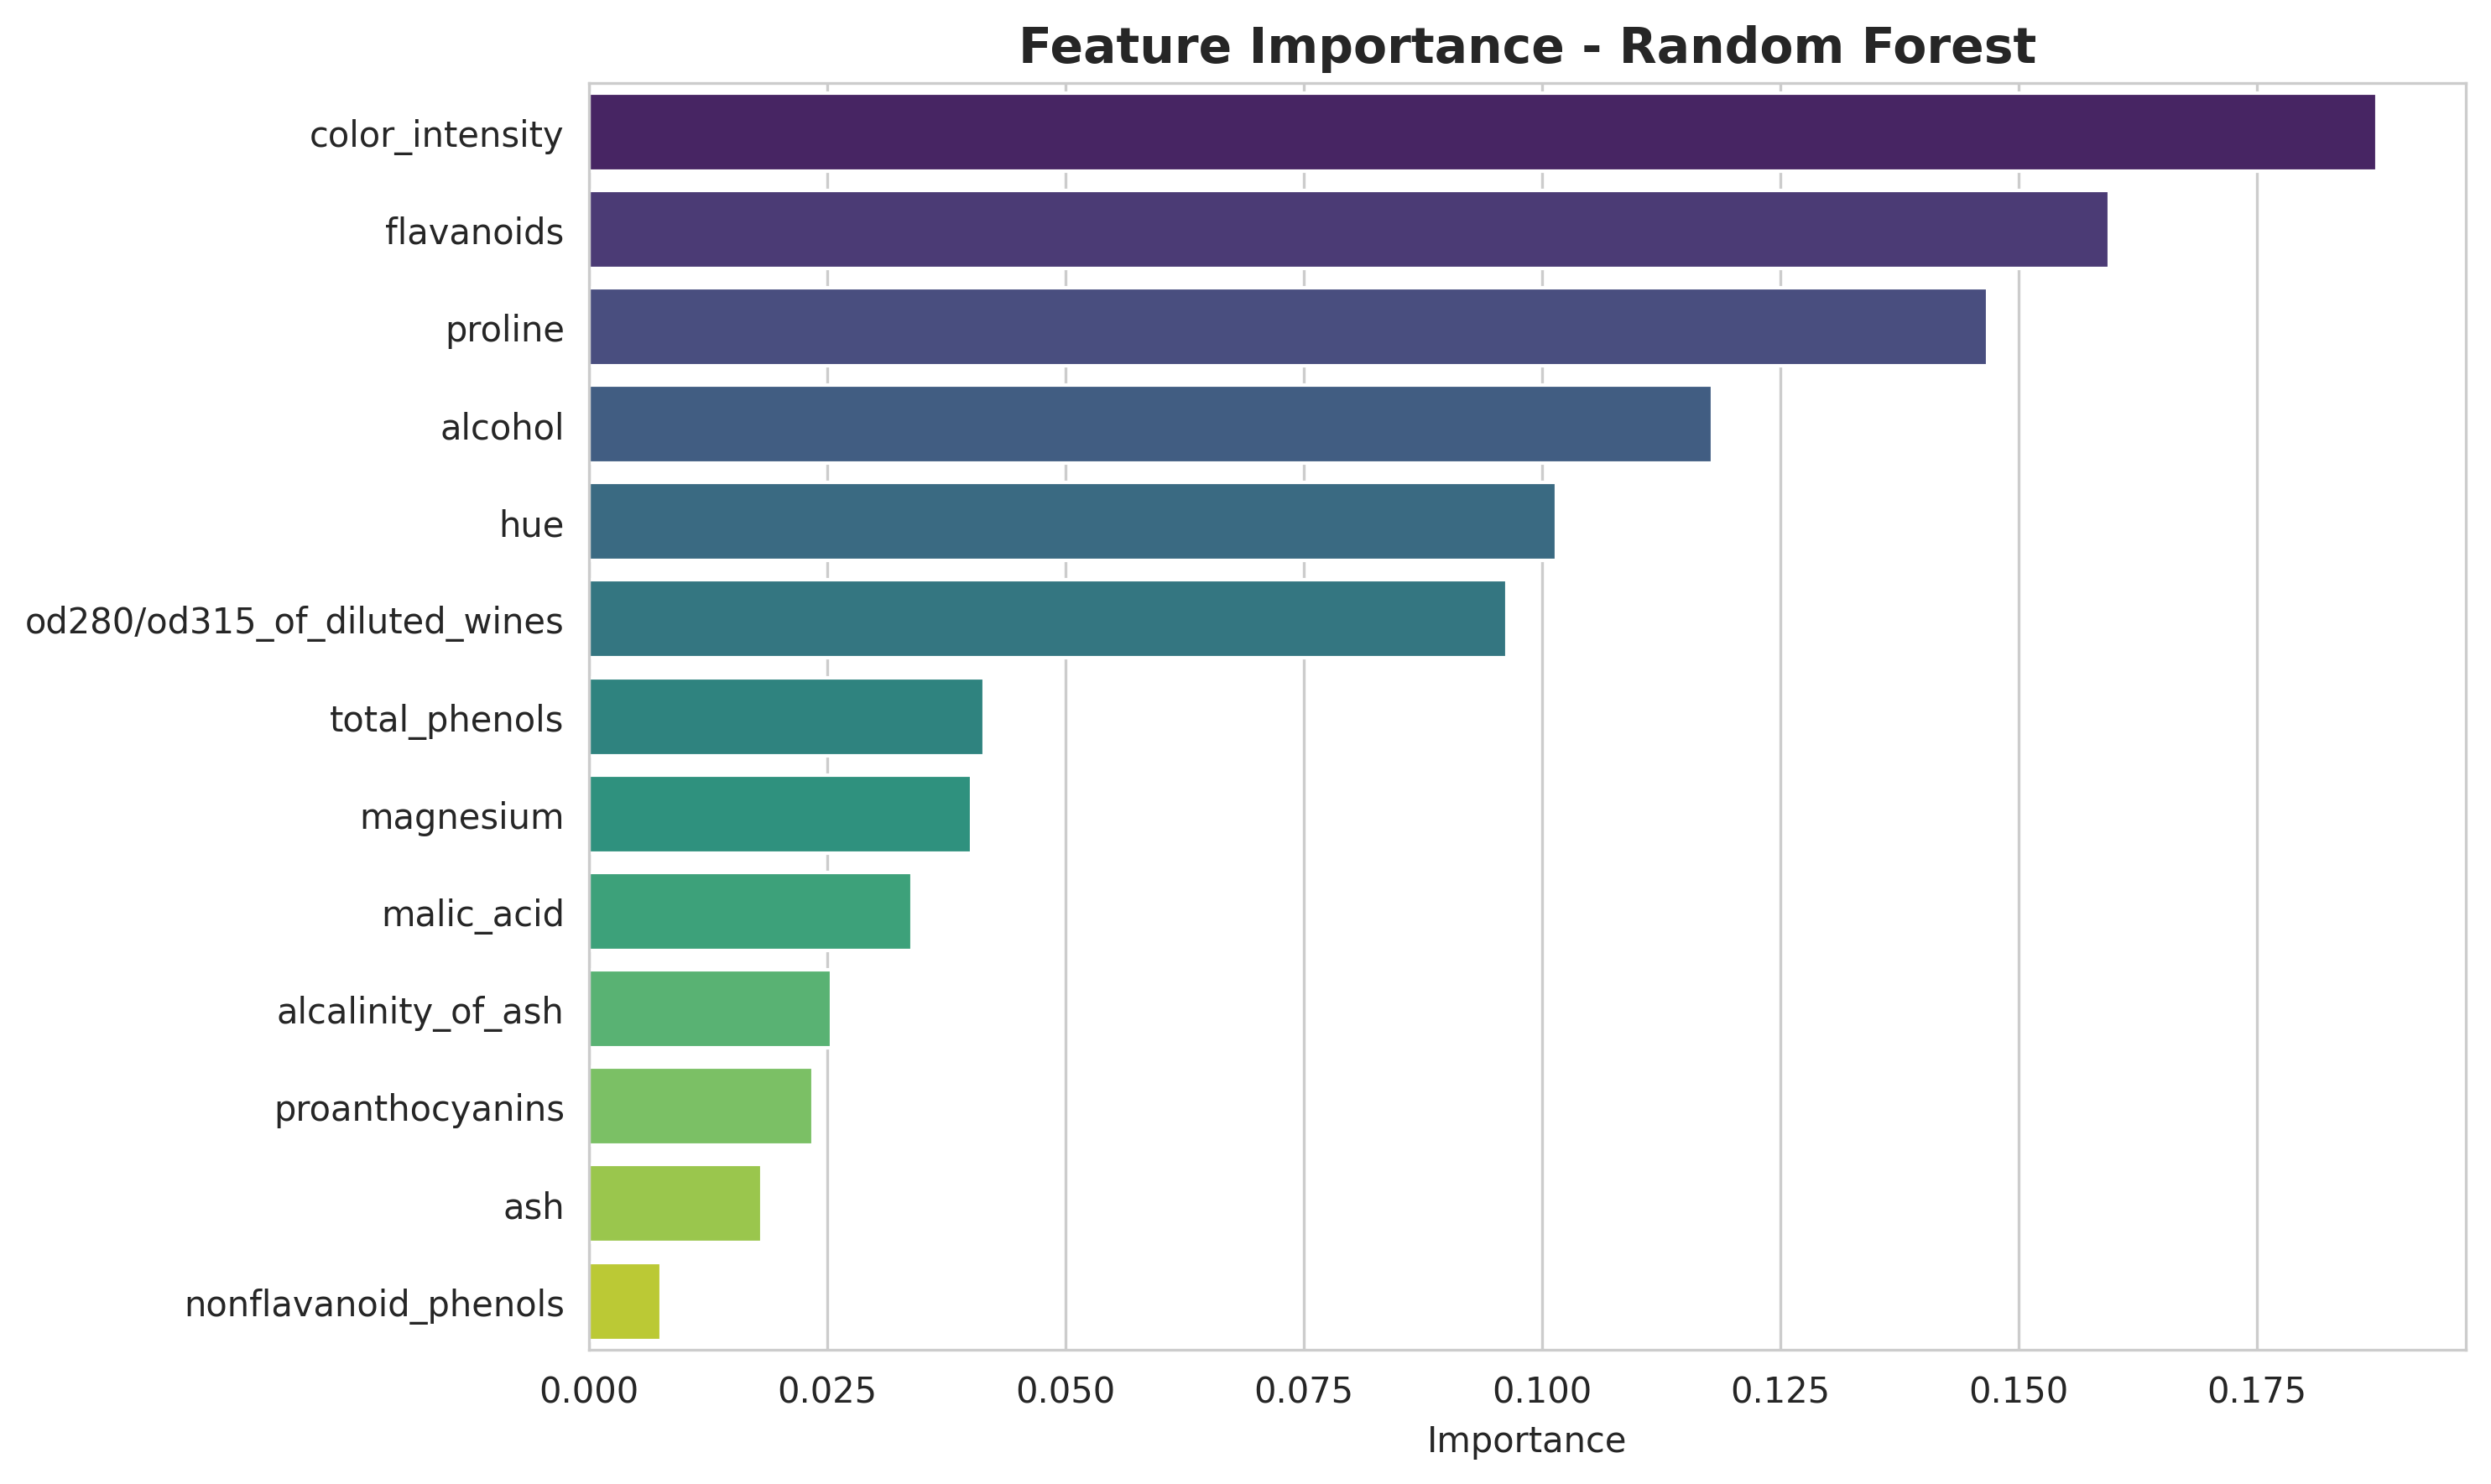 Feature Importance - Random Forest
color_intensity
flavanoids
proline
alcohol
hue
od280/od315_of_diluted_wines
total_phenols
magnesium
malic_acid
alcalinity_of_ash
proanthocyanins
ash
nonflavanoid_phenols
0.000 0.025 0.050 0.075 0.100 0.125 0.150 0.175
Importance